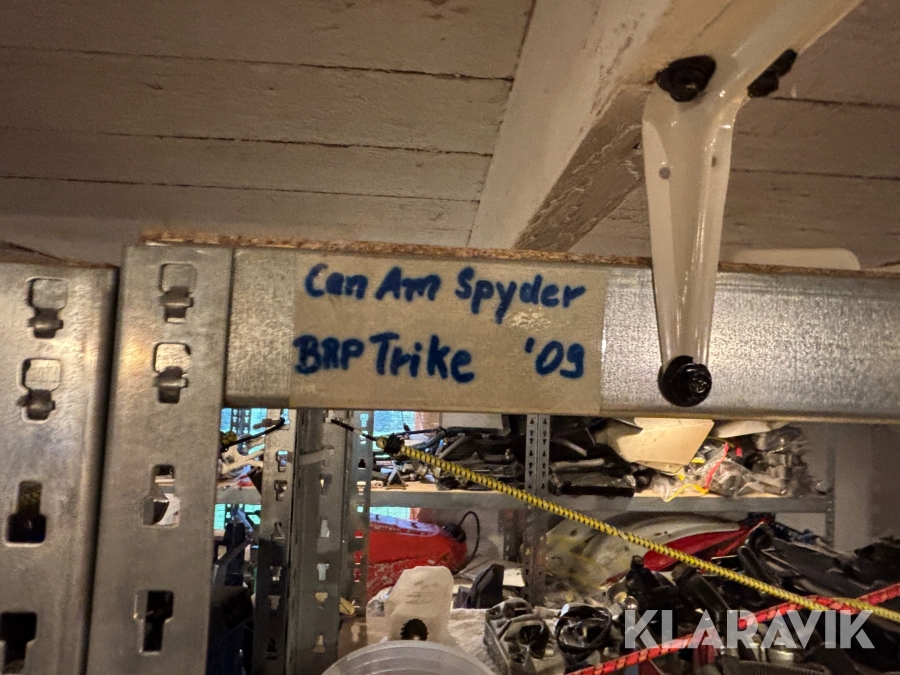 Can Am Spyder
BRP Trike '09
KLARAVIK